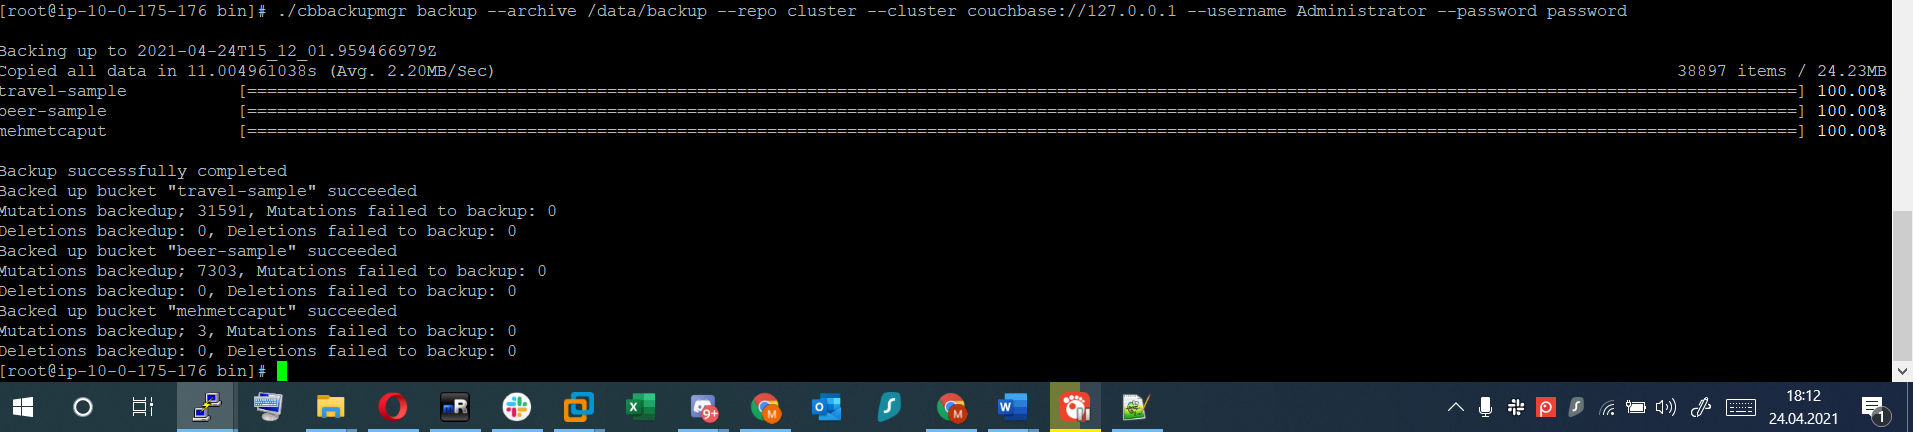 [root@ip-10-0-175-176 bin]# ./cbbackupmgr backup --archive /data/backup --repo cluster --cluster couchbase://127.0.0.1 --username Administrator --password password
Backing up to 2021-04-24T15_12_01.959466979Z
Copied all data in 11.004961038s (Avg. 2.20MB/Sec) 38897 items / 24.23MB
travel-sample [==============================================================================] 100.00%
beer-sample [==============================================================================] 100.00%
mehmetcaput [==============================================================================] 100.00%
Backup successfully completed
Backed up bucket "travel-sample" succeeded
Mutations backedup; 31591, Mutations failed to backup: 0
Deletions backedup: 0, Deletions failed to backup: 0
Backed up bucket "beer-sample" succeeded
Mutations backedup; 7303, Mutations failed to backup: 0
Deletions backedup: 0, Deletions failed to backup: 0
Backed up bucket "mehmetcaput" succeeded
Mutations backedup; 3, Mutations failed to backup: 0
Deletions backedup: 0, Deletions failed to backup: 0
[root@ip-10-0-175-176 bin]#
mR 9+ M M W 18:12
24.04.2021 1